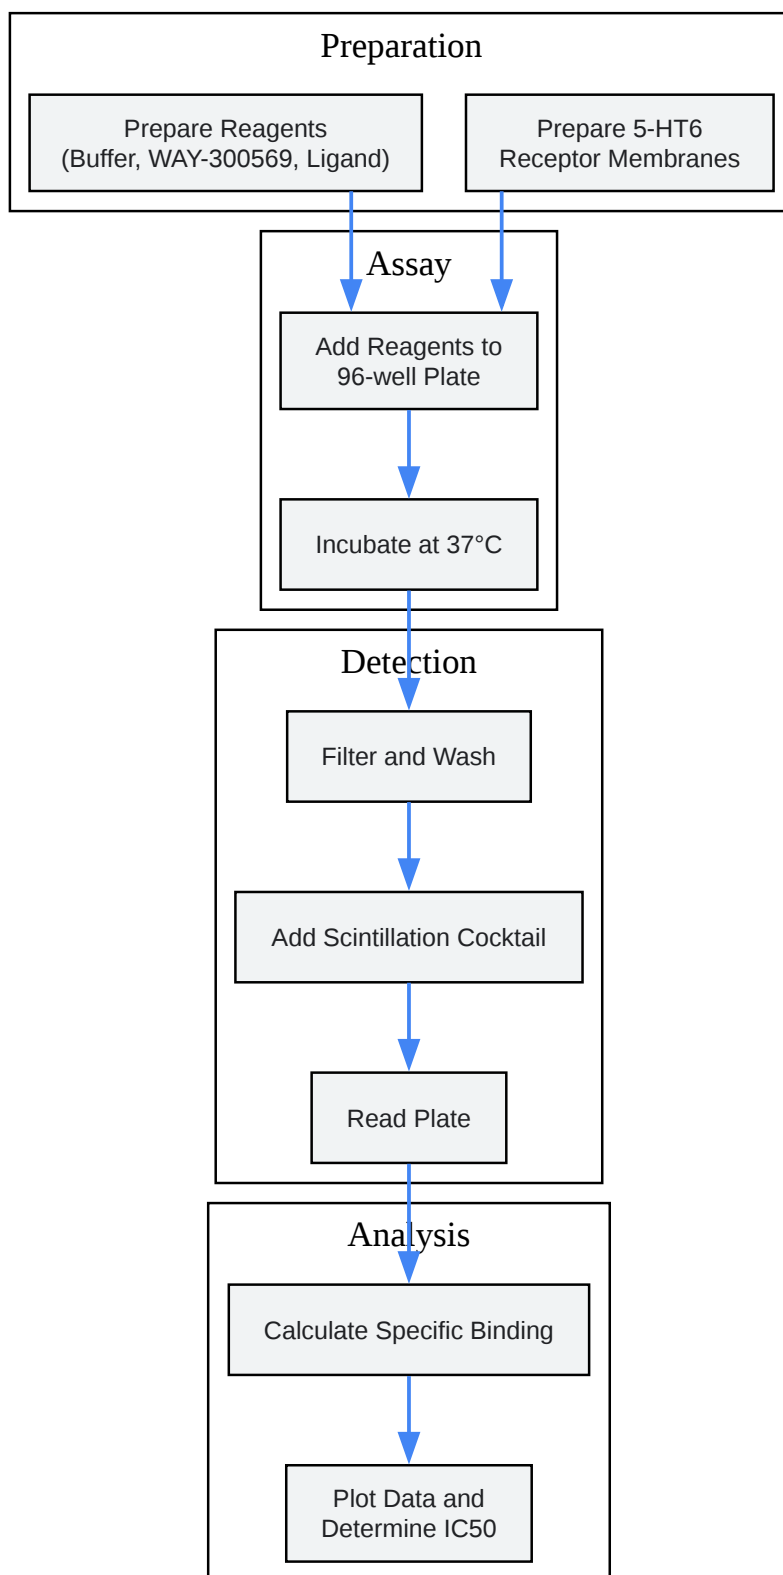 Preparation
Prepare Reagents
(Buffer, WAY-300569, Ligand)
Prepare 5-HT6
Receptor Membranes
Assay
Add Reagents to
96-well Plate
Incubate at 37°C
Detection
Filter and Wash
Add Scintillation Cocktail
Read Plate
Analysis
Calculate Specific Binding
Plot Data and
Determine IC50